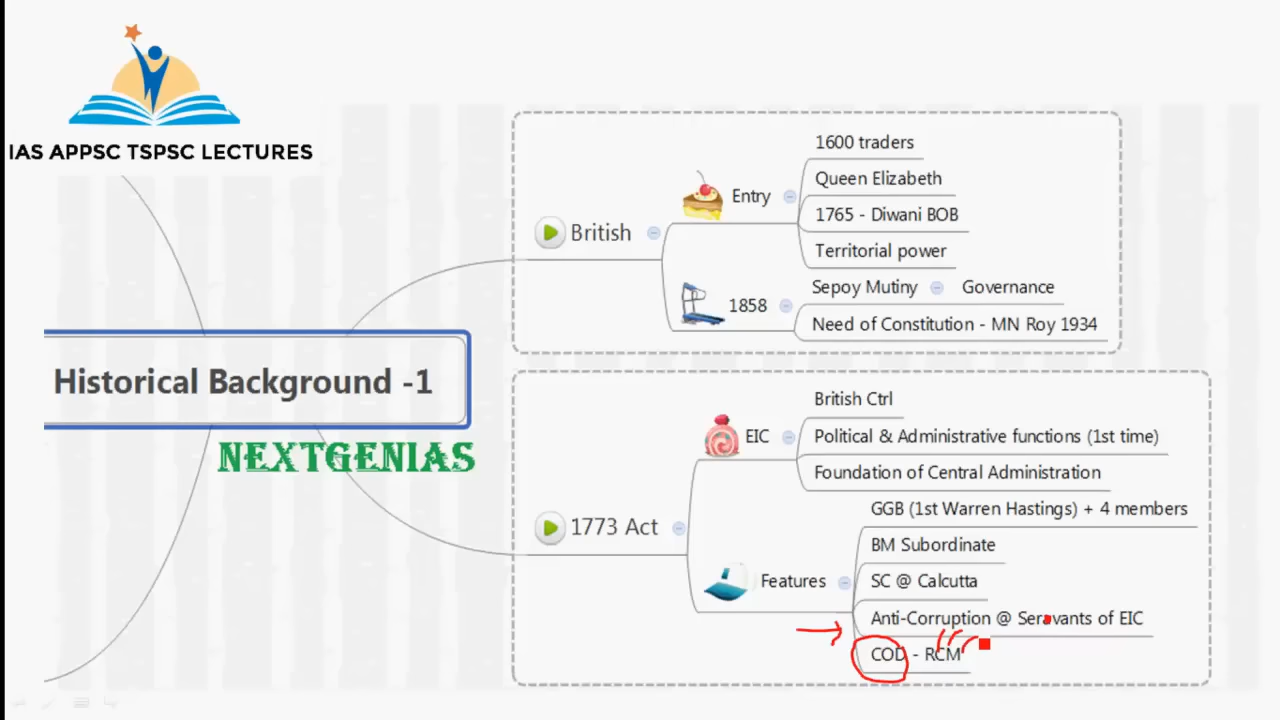 IAS APPSC TSPSC LECTURES
Historical Background -1
NEXTGENIAS
British
Entry
1600 traders
Queen Elizabeth
1765 - Diwani BOB
Territorial power
1858
Sepoy Mutiny
Governance
Need of Constitution - MN Roy 1934
1773 Act
EIC
British Ctrl
Political & Administrative functions (1st time)
Foundation of Central Administration
Features
GGB (1st Warren Hastings) + 4 members
BM Subordinate
SC @ Calcutta
Anti-Corruption @ Seravants of EIC
COD - RCM